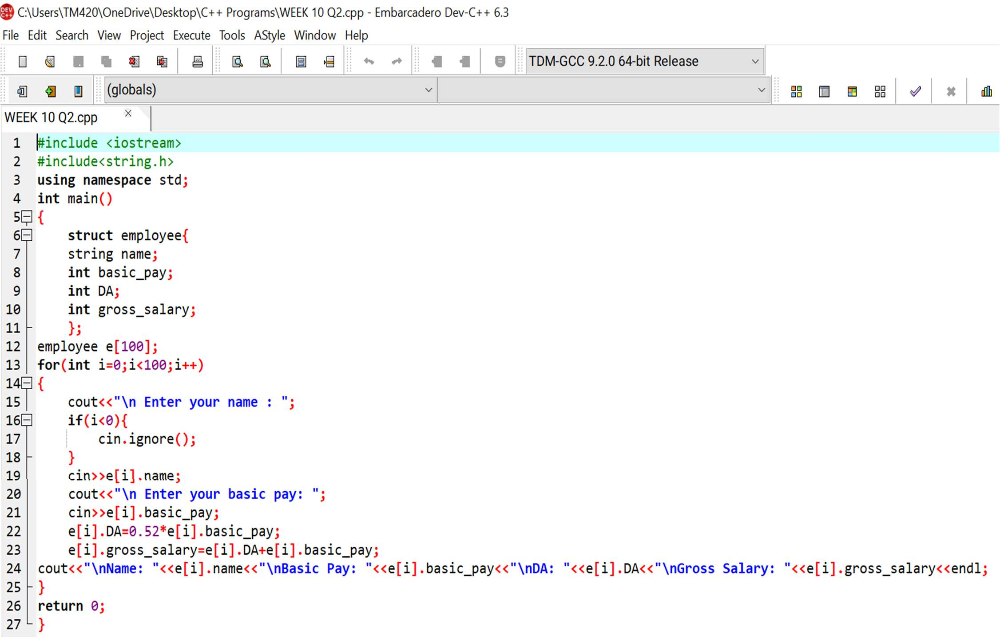 DEV C++ C:\Users\TM420\OneDrive\Desktop\C++ Programs\WEEK 10 Q2.cpp - Embarcadero Dev-C++ 6.3
File Edit Search View Project Execute Tools AStyle Window Help
TDM-GCC 9.2.0 64-bit Release
(globals)
WEEK 10 Q2.cpp
1 #include <iostream>
2 #include<string.h>
3 using namespace std;
4 int main()
5 {
6 struct employee{
7 string name;
8 int basic_pay;
9 int DA;
10 int gross_salary;
11 };
12 employee e[100];
13 for(int i=0;i<100;i++)
14 {
15 cout<<"\n Enter your name : ";
16 if(i<0){
17 cin.ignore();
18 }
19 cin>>e[i].name;
20 cout<<"\n Enter your basic pay: ";
21 cin>>e[i].basic_pay;
22 e[i].DA=0.52*e[i].basic_pay;
23 e[i].gross_salary=e[i].DA+e[i].basic_pay;
24 cout<<"\nName: "<<e[i].name<<"\nBasic Pay: "<<e[i].basic_pay<<"\nDA: "<<e[i].DA<<"\nGross Salary: "<<e[i].gross_salary<<endl;
25 }
26 return 0;
27 }